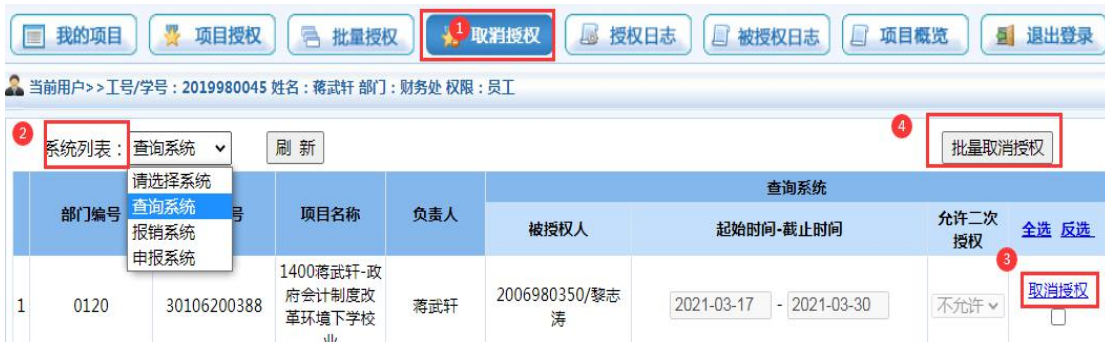 我的项目 项目授权 批量授权 1 取消授权 授权日志 被授权日志 项目概览 退出登录
当前用户>>工号/学号：2019980045 姓名：蒋武轩 部门：财务处 权限：员工
2 系统列表： 查询系统 刷 新 4 批量取消授权
请选择系统
查询系统
报销系统
申报系统
查询系统
部门编号 号 项目名称 负责人 被授权人 起始时间-截止时间 允许二次
授权 全选 反选
3
1 0120 30106200388 1400蒋武轩-政
府会计制度改
革环境下学校
蒋武轩 2006980350/黎志
涛 2021-03-17 - 2021-03-30 不允许 取消授权